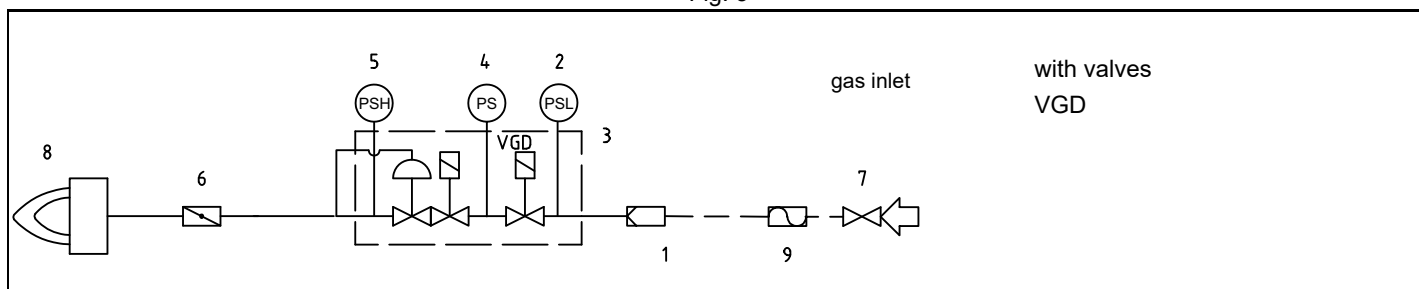 5 4 2
gas inlet
with valves
PSH PS PSL
VGD
VGD
3
8
6
7
1
9